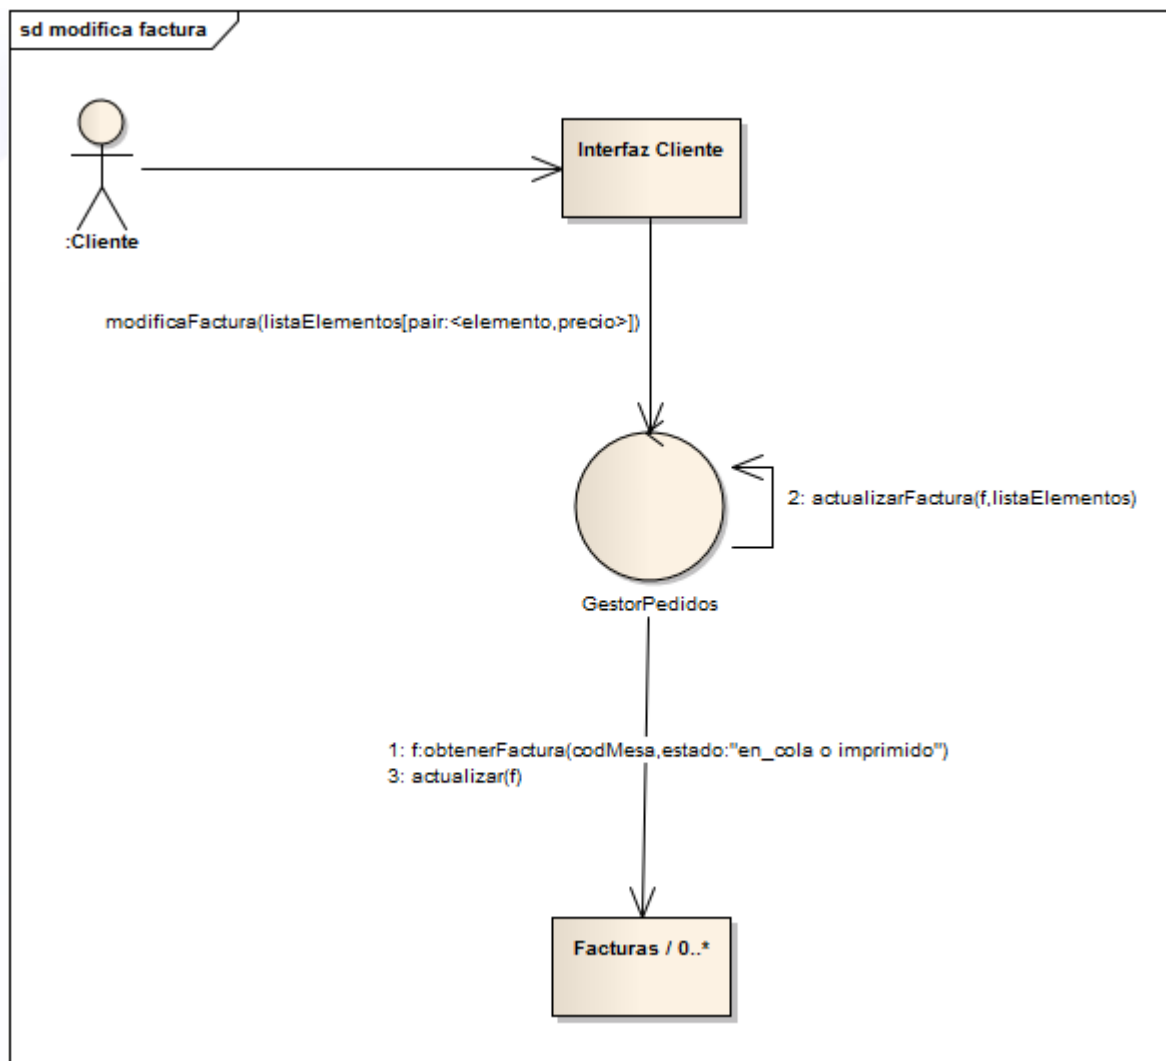 sd modifica factura
Interfaz Cliente
:Cliente
modificaFactura(listaElementos[pair:<elemento,precio>])
2: actualizarFactura(f,listaElementos)
GestorPedidos
1: f:obtenerFactura(codMesa,estado:"en_cola o imprimido")
3: actualizar(f)
Facturas / 0..*